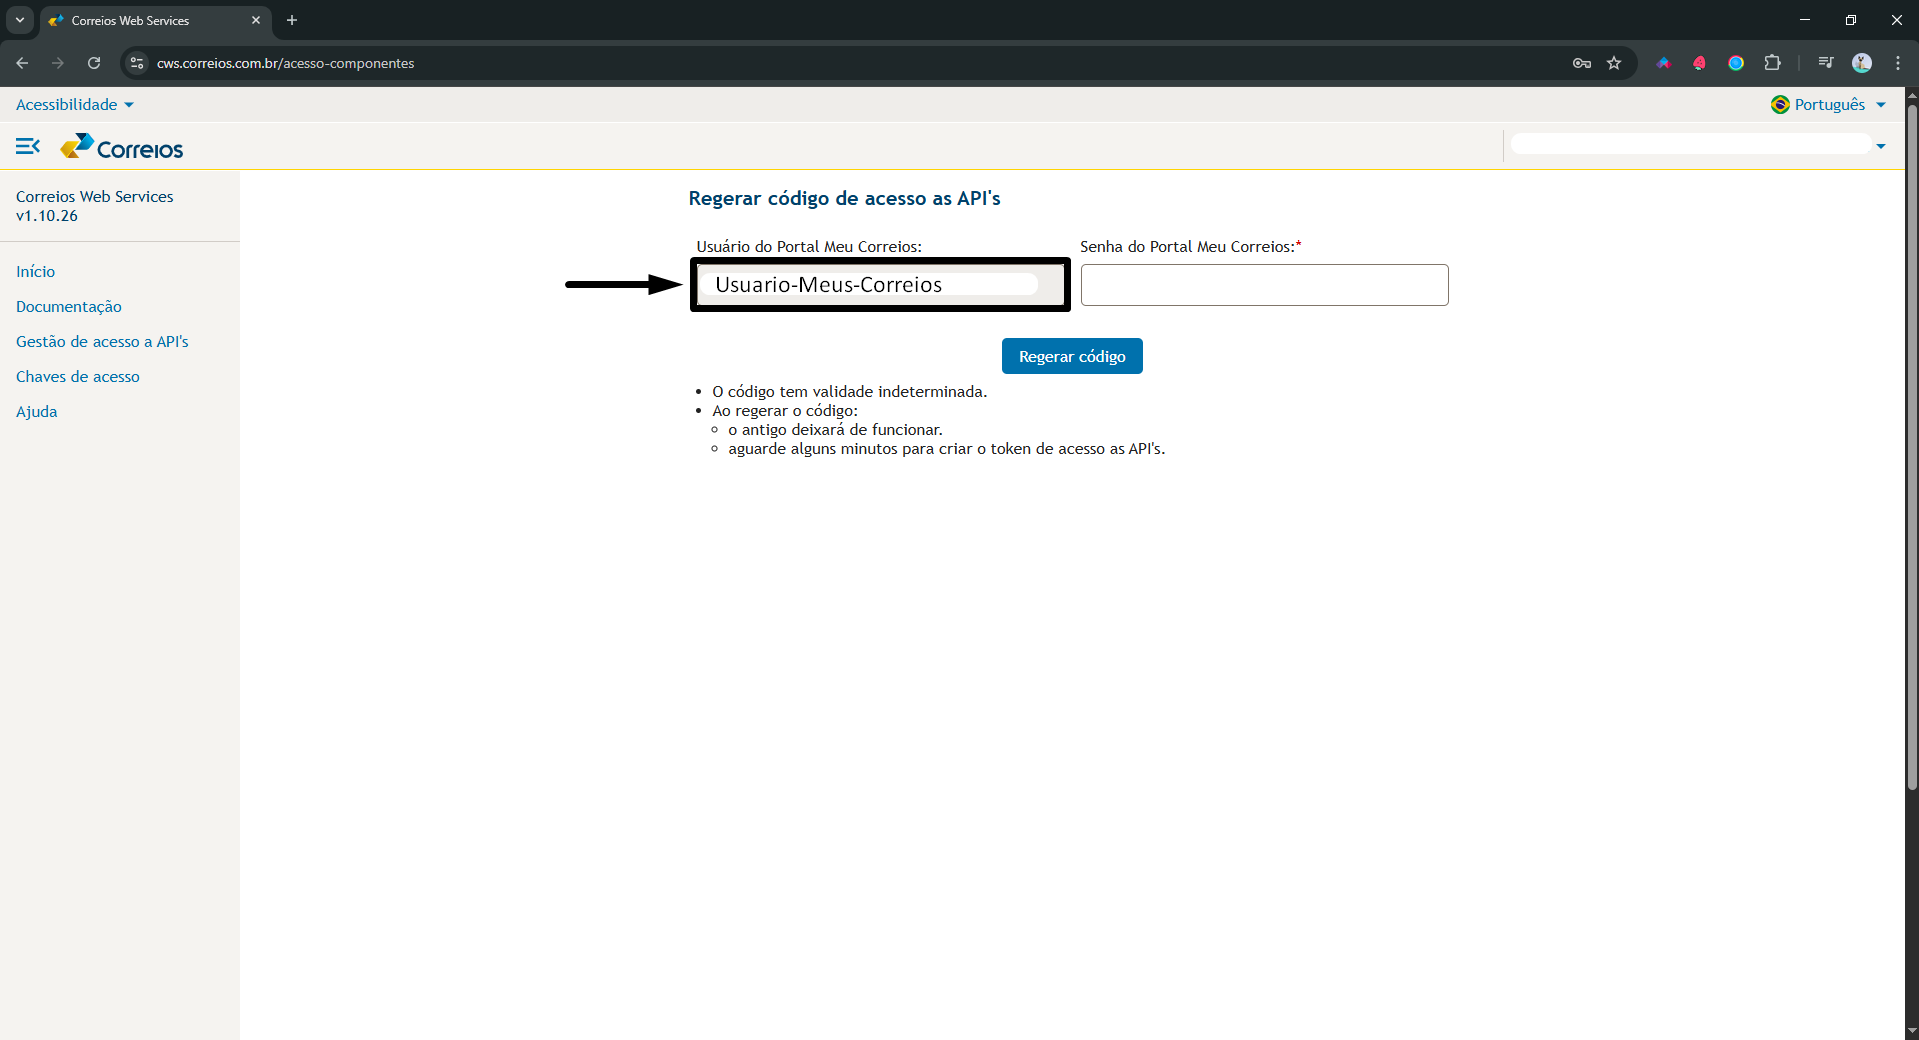 Correios Web Services
cws.correios.com.br/acesso-componentes
Acessibilidade
Português
Correios
Correios Web Services
v1.10.26
Início
Documentação
Gestão de acesso a API's
Chaves de acesso
Ajuda
Regerar código de acesso as API's
Usuário do Portal Meu Correios:
Senha do Portal Meu Correios:*
Usuario-Meus-Correios
Regerar código
O código tem validade indeterminada.
Ao regerar o código:
o antigo deixará de funcionar.
aguarde alguns minutos para criar o token de acesso as API's.